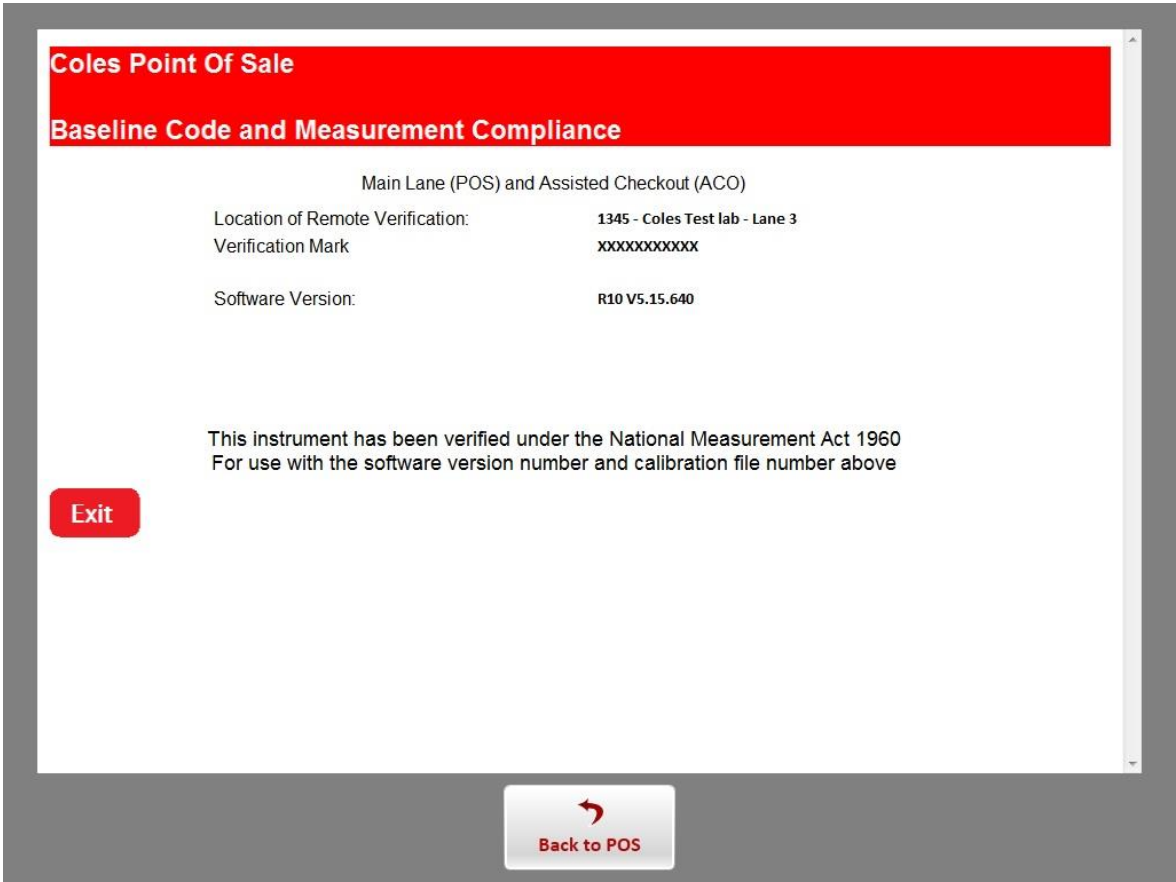 Coles Point Of Sale
Baseline Code and Measurement Compliance
Main Lane (POS) and Assisted Checkout (ACO)
Location of Remote Verification: 1345 - Coles Test lab - Lane 3
Verification Mark XXXXXXXXXXX
Software Version: R10 V5.15.640
This instrument has been verified under the National Measurement Act 1960
For use with the software version number and calibration file number above
Exit
Back to POS